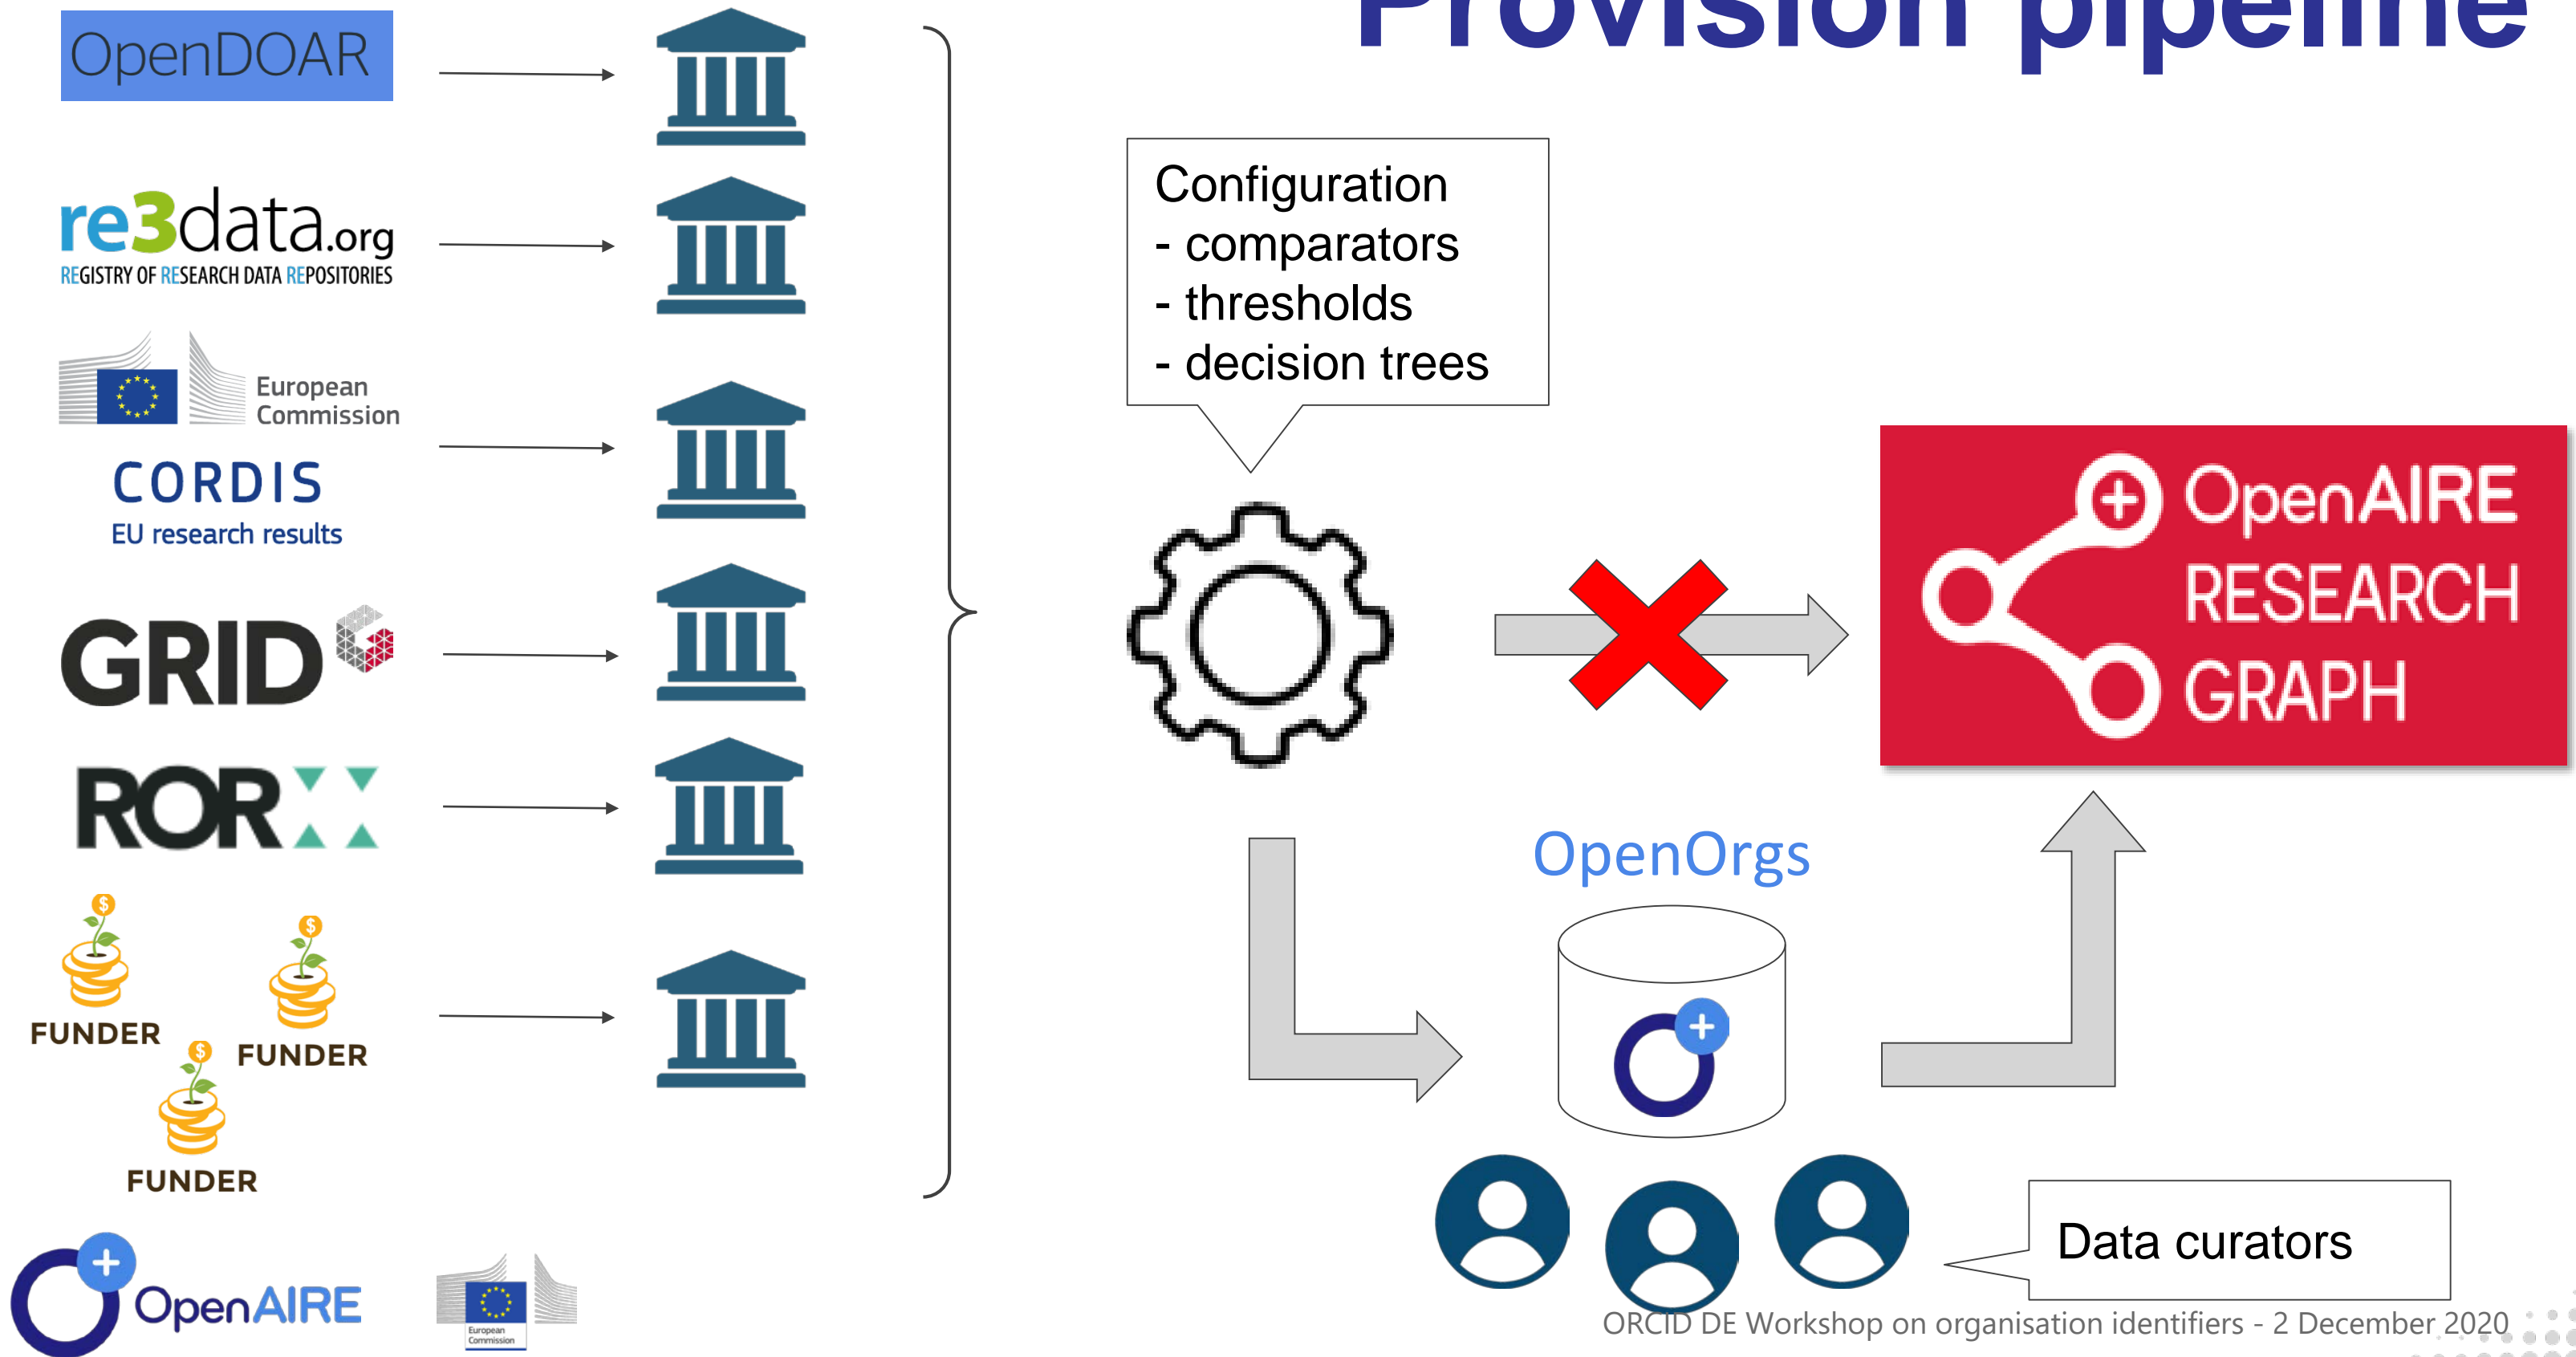 Provision pipeline
OpenDOAR
re3data.org
REGISTRY OF RESEARCH DATA REPOSITORIES
European
Commission
CORDIS
EU research results
GRID
ROR
FUNDER
FUNDER
FUNDER
Configuration
- comparators
- thresholds
- decision trees
OpenAIRE
RESEARCH
GRAPH
OpenOrgs
Data curators
OpenAIRE
European
Commission
ORCID DE Workshop on organisation identifiers - 2 December 2020